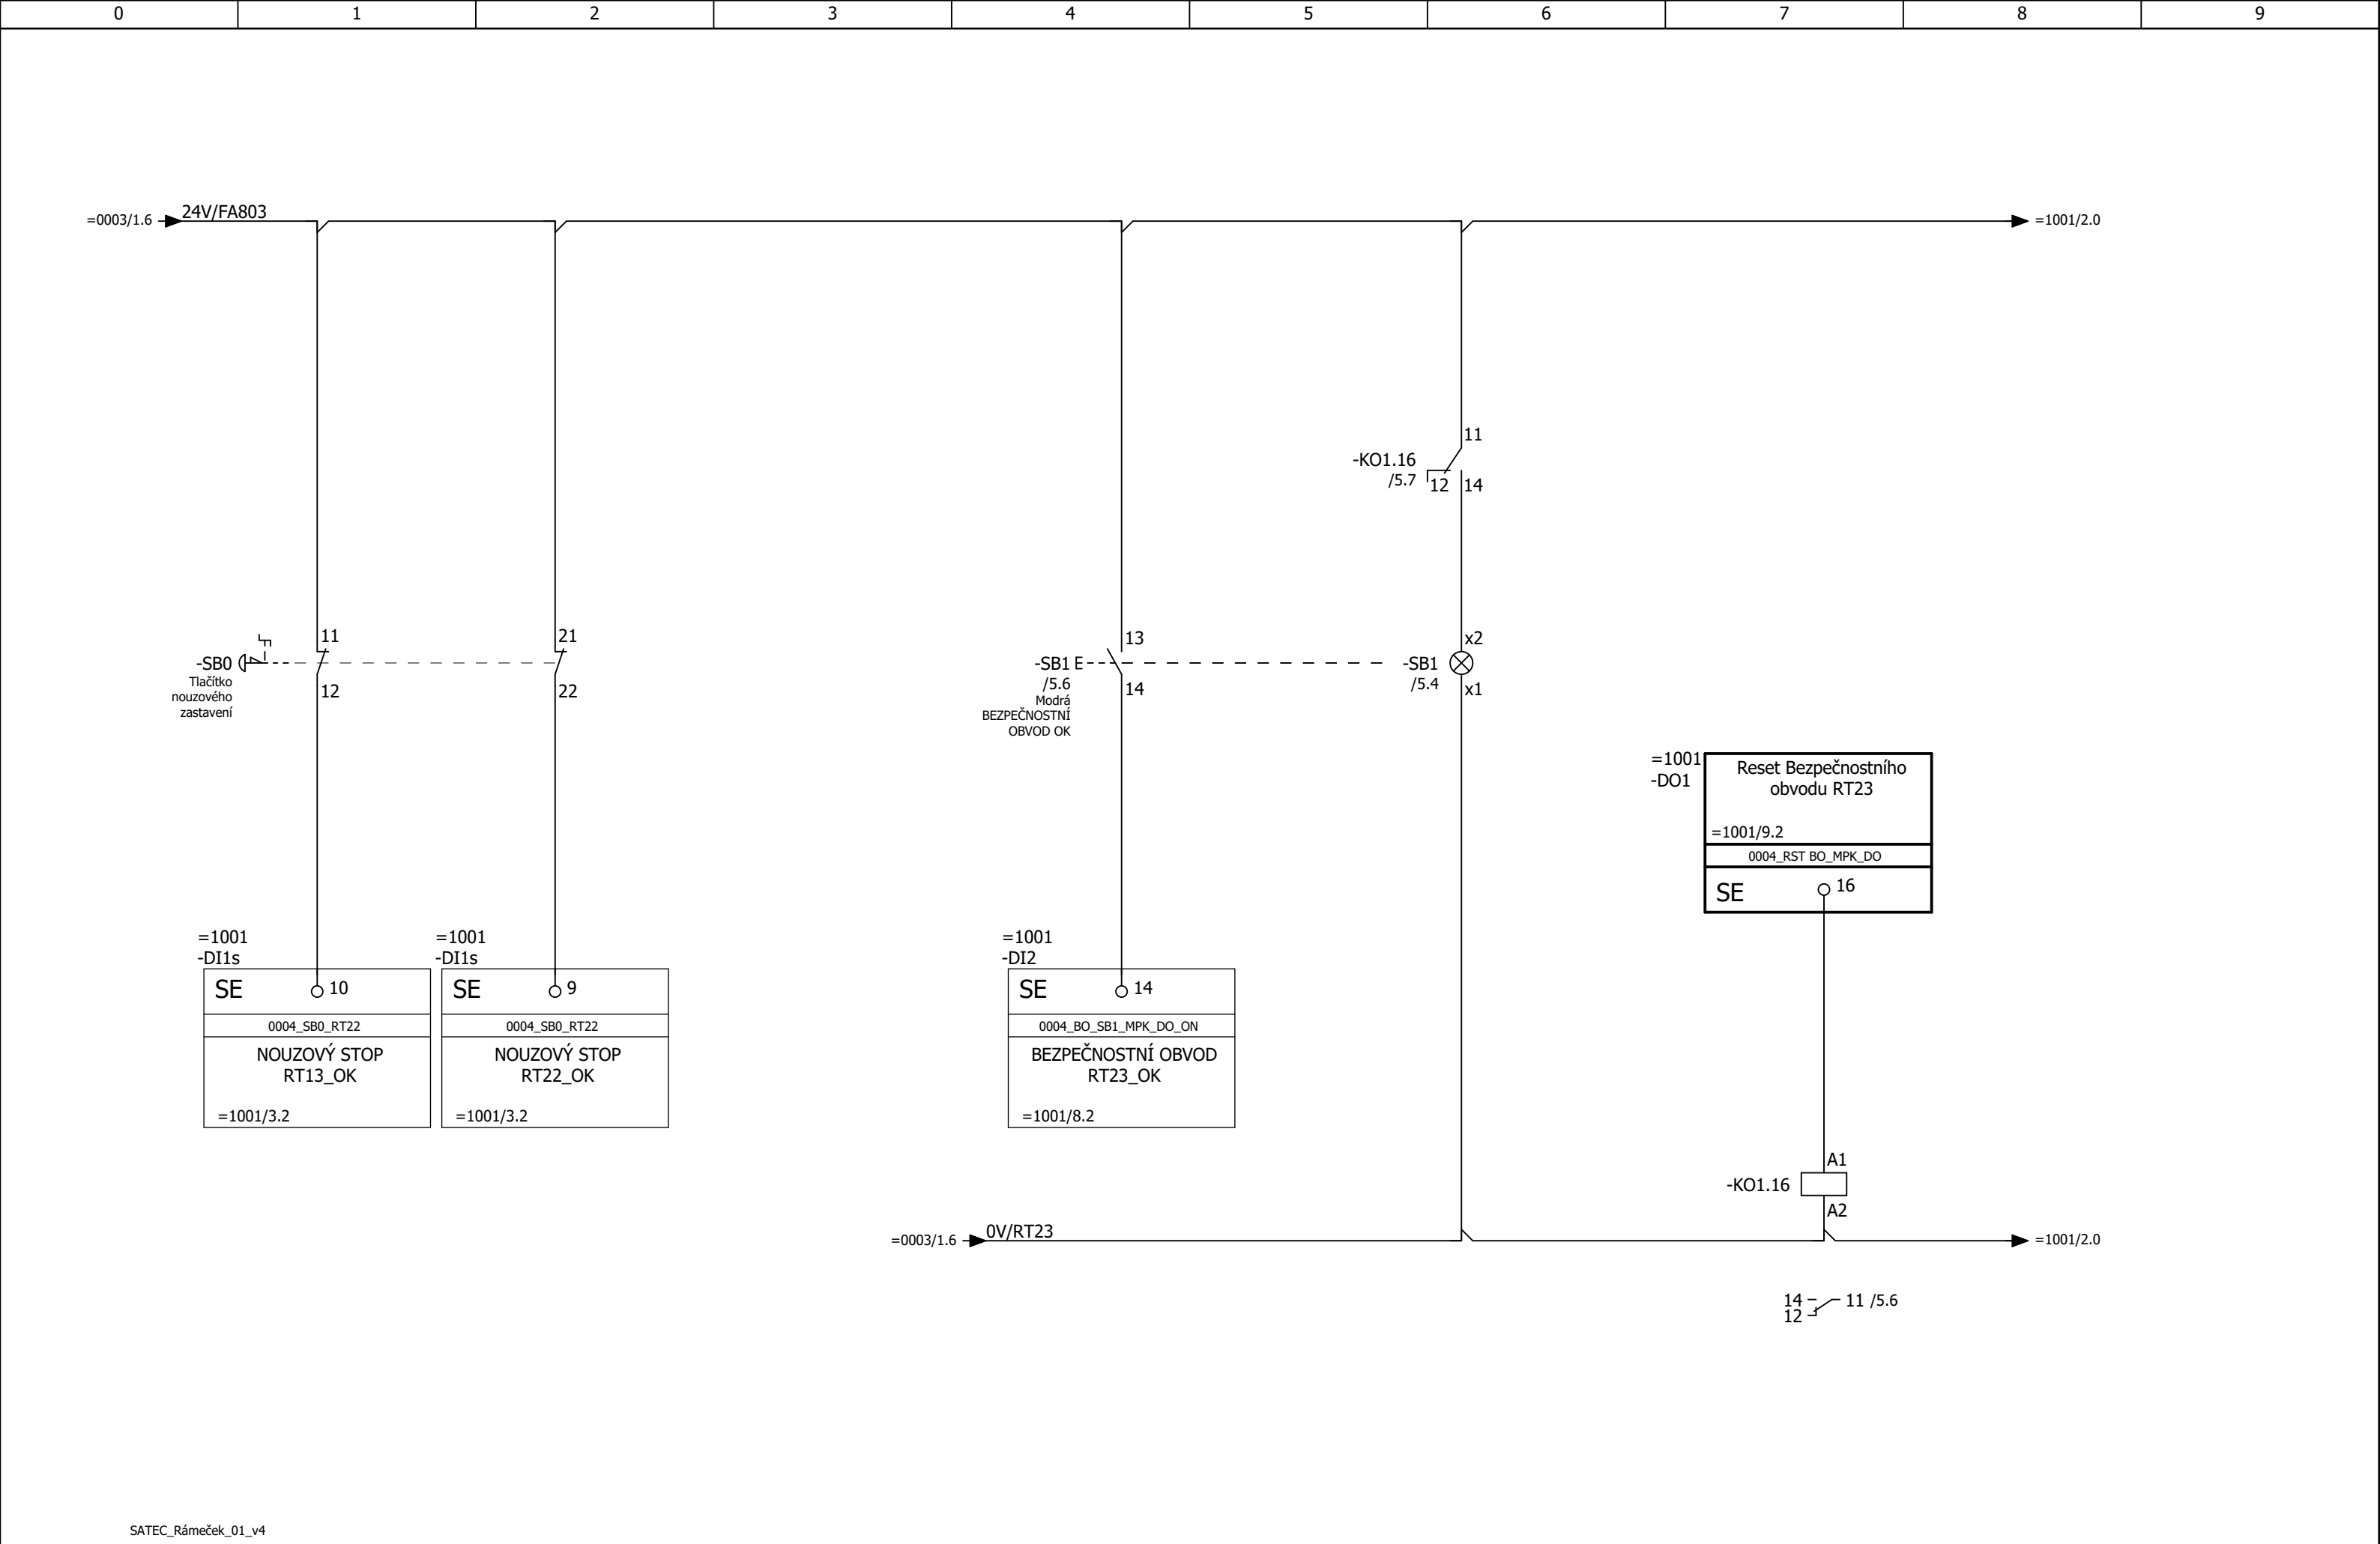 0 1 2 3 4 5 6 7 8 9
=0003/1.6 24V/FA803 =1001/2.0
11
-KO1.16
/5.7 12 14
-SB0 11
12
Tlačítko
nouzového
zastavení
21
22
-SB1 E 13
/5.6 14
Modrá
BEZPEČNOSTNÍ
OBVOD OK
-SB1 x2
/5.4 x1
=1001
-DO1
Reset Bezpečnostního
obvodu RT23
=1001/9.2
0004_RST BO_MPK_DO
SE 16
=1001
-DI1s
SE 10
0004_SB0_RT22
NOUZOVÝ STOP
RT13_OK
=1001/3.2
=1001
-DI1s
SE 9
0004_SB0_RT22
NOUZOVÝ STOP
RT22_OK
=1001/3.2
=1001
-DI2
SE 14
0004_BO_SB1_MPK_DO_ON
BEZPEČNOSTNÍ OBVOD
RT23_OK
=1001/8.2
A1
-KO1.16
A2
=0003/1.6 0V/RT23 =1001/2.0
14 11 /5.6
12
SATEC_Rámeček_01_v4